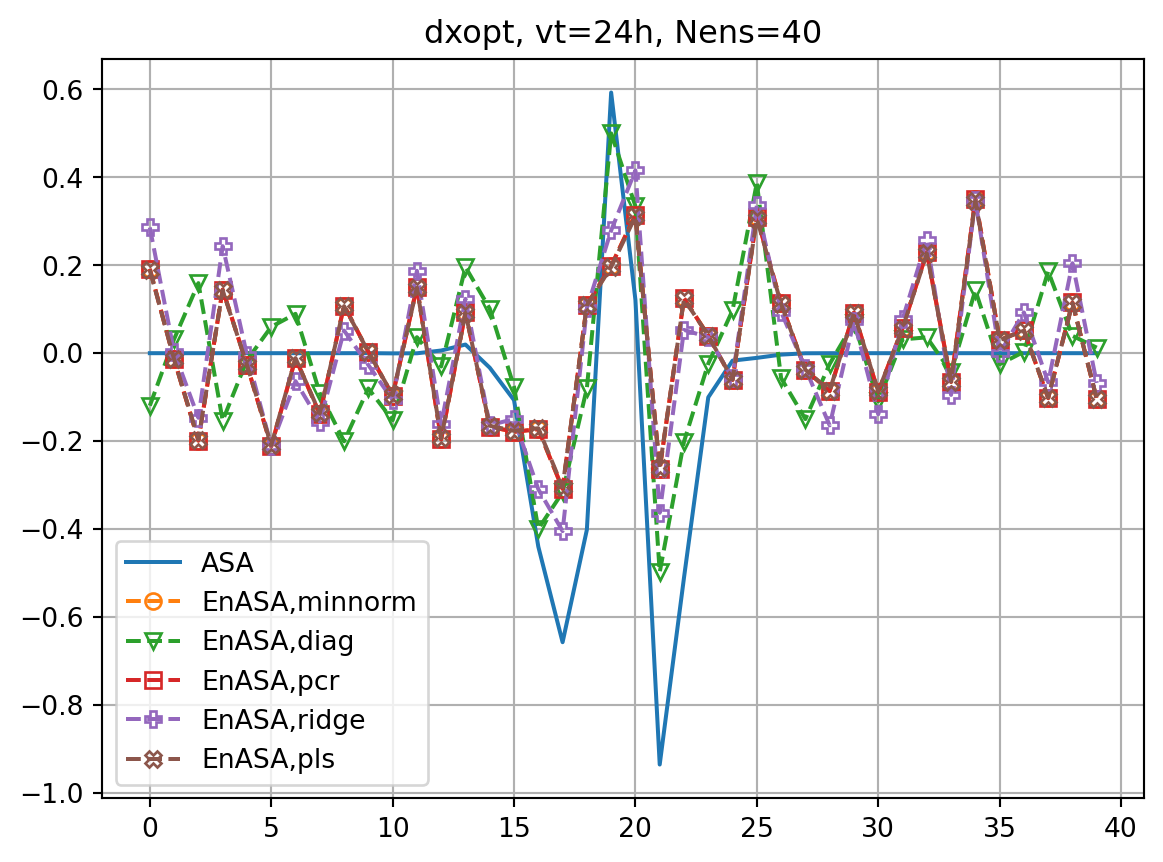 dxopt, vt=24h, Nens=40
0.6
0.4
0.2
0.0
−0.2
−0.4
−0.6
−0.8
−1.0
ASA
EnASA,minnorm
EnASA,diag
EnASA,pcr
EnASA,ridge
EnASA,pls
0 5 10 15 20 25 30 35 40